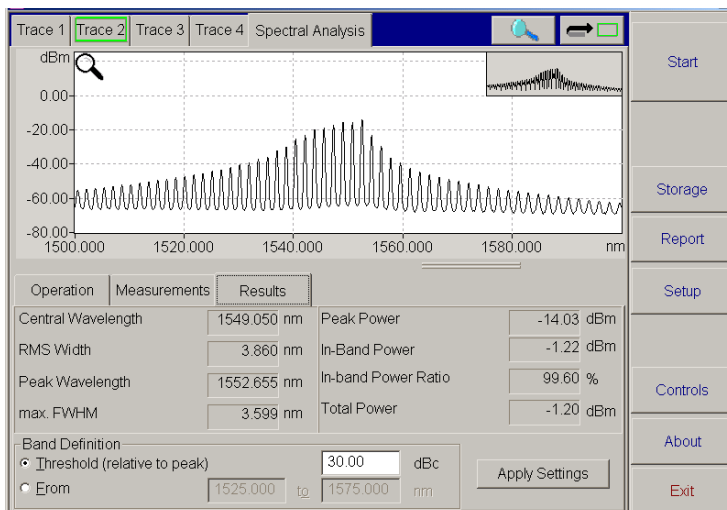 Trace 1 Trace 2 Trace 3 Trace 4 Spectral Analysis
Start
Storage
Report
Setup
Controls
About
Exit
dBm
0.00
-20.00
-40.00
-60.00
-80.00
1500.000 1520.000 1540.000 1560.000 1580.000 nm
Operation Measurements Results
Central Wavelength 1549.050 nm Peak Power -14.03 dBm
RMS Width 3.860 nm In-Band Power -1.22 dBm
Peak Wavelength 1552.655 nm In-band Power Ratio 99.60 %
max. FWHM 3.599 nm Total Power -1.20 dBm
Band Definition
Threshold (relative to peak) 30.00 dBc
From 1525.000 to 1575.000 nm
Apply Settings